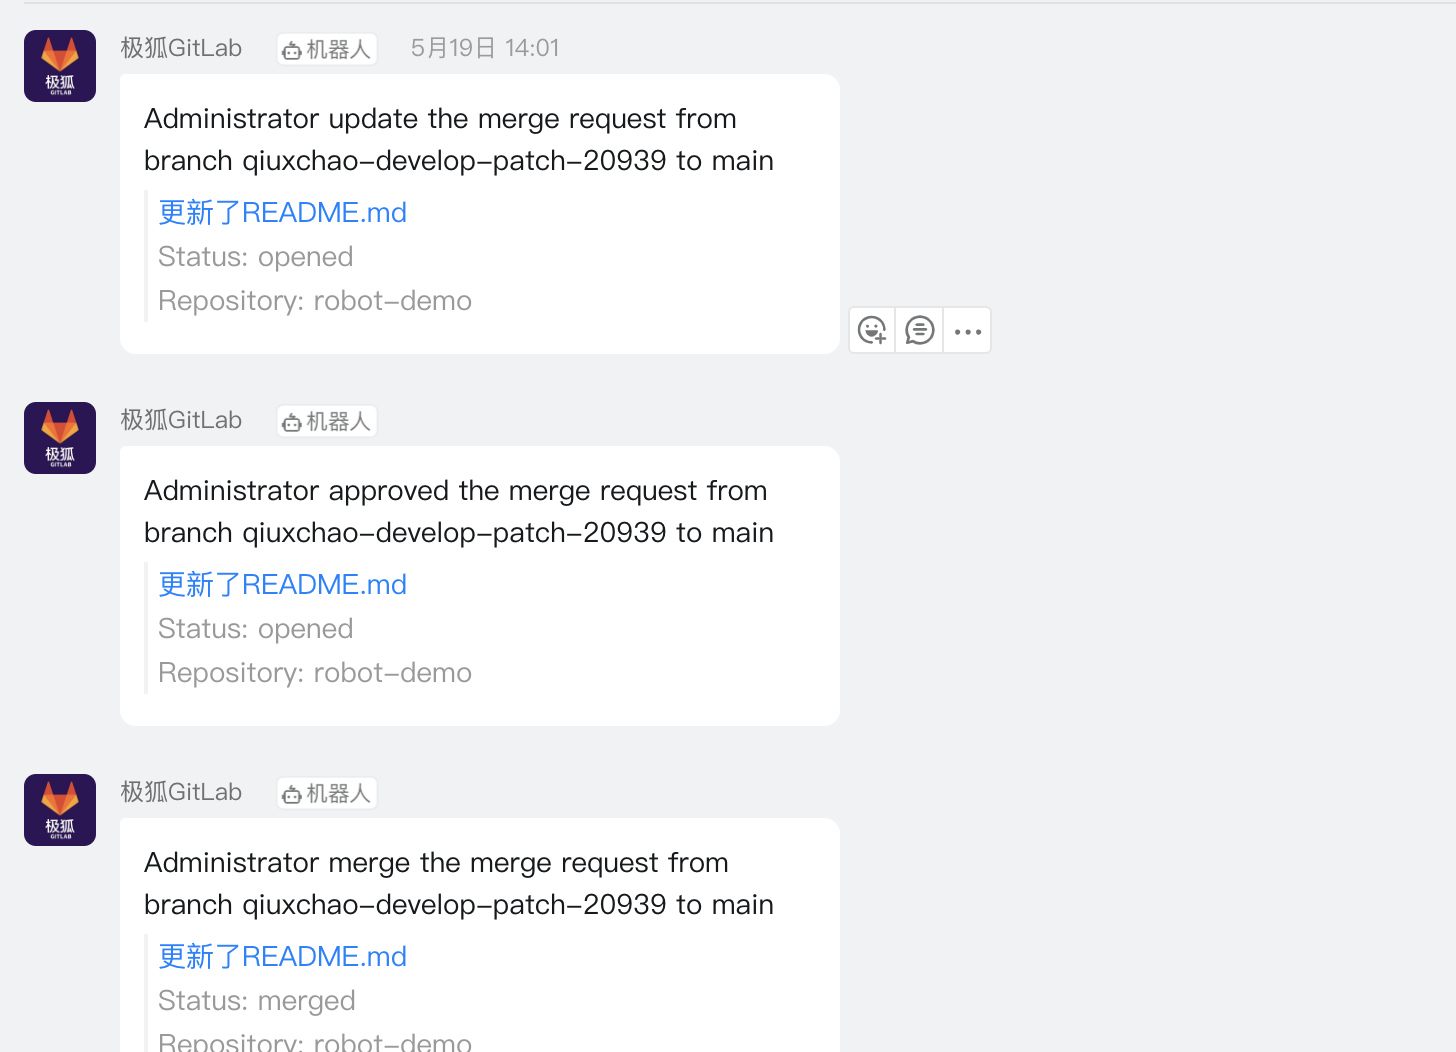 极狐GitLab 机器人 5月19日 14:01
极狐
GITLAB
Administrator update the merge request from
branch qiuxchao-develop-patch-20939 to main
更新了README.md
Status: opened
Repository: robot-demo
极狐GitLab 机器人
极狐
GITLAB
Administrator approved the merge request from
branch qiuxchao-develop-patch-20939 to main
更新了README.md
Status: opened
Repository: robot-demo
极狐GitLab 机器人
极狐
GITLAB
Administrator merge the merge request from
branch qiuxchao-develop-patch-20939 to main
更新了README.md
Status: merged
Repository: robot-demo